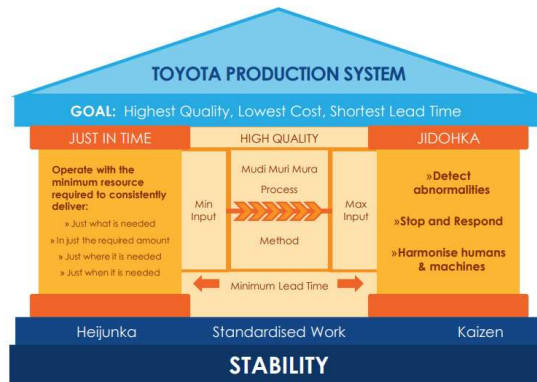 TOYOTA PRODUCTION SYSTEM
GOAL: Highest Quality, Lowest Cost, Shortest Lead Time
JUST IN TIME
Operate with the
minimum resource
required to consistently
deliver:
» Just what is needed
» In just the required amount
» Just where it is needed
» Just when it is needed
HIGH QUALITY
Min
Input
Mudi Muri Mura
Process
Method
Max
Input
Minimum Lead Time
JIDOHKA
»Detect
abnormalities
»Stop and Respond
»Harmonise humans
& machines
Heijunka
Standardised Work
Kaizen
STABILITY